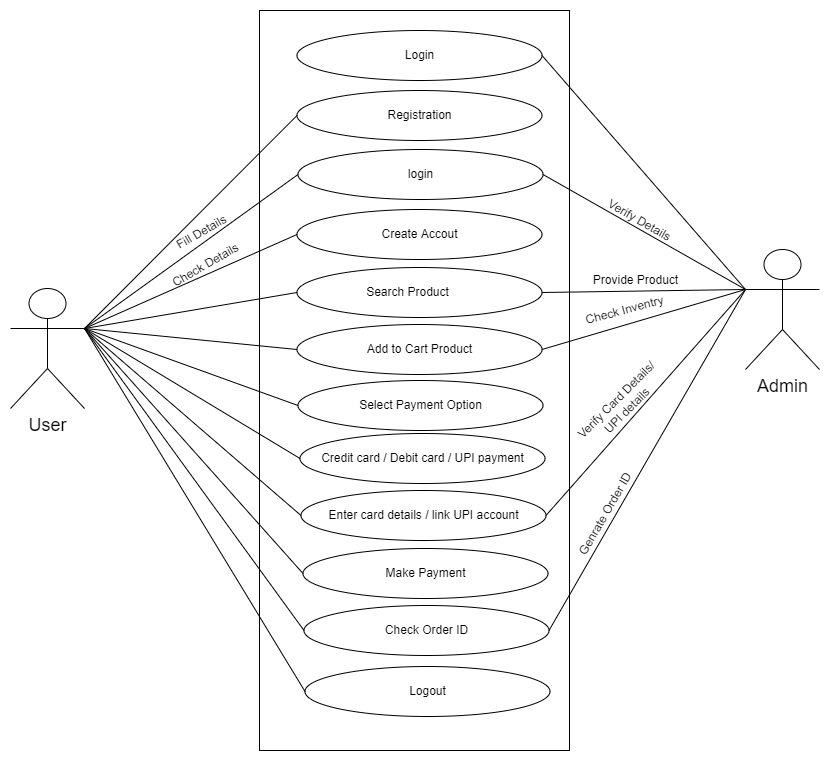 Login
Registration
login
Create Accout
Search Product
Add to Cart Product
Select Payment Option
Credit card / Debit card / UPI payment
Enter card details / link UPI account
Make Payment
Check Order ID
Logout
Fill Details
Check Details
User
Verify Details
Provide Product
Check Inventry
Verify Card Details/
UPI details
Genrate Order ID
Admin